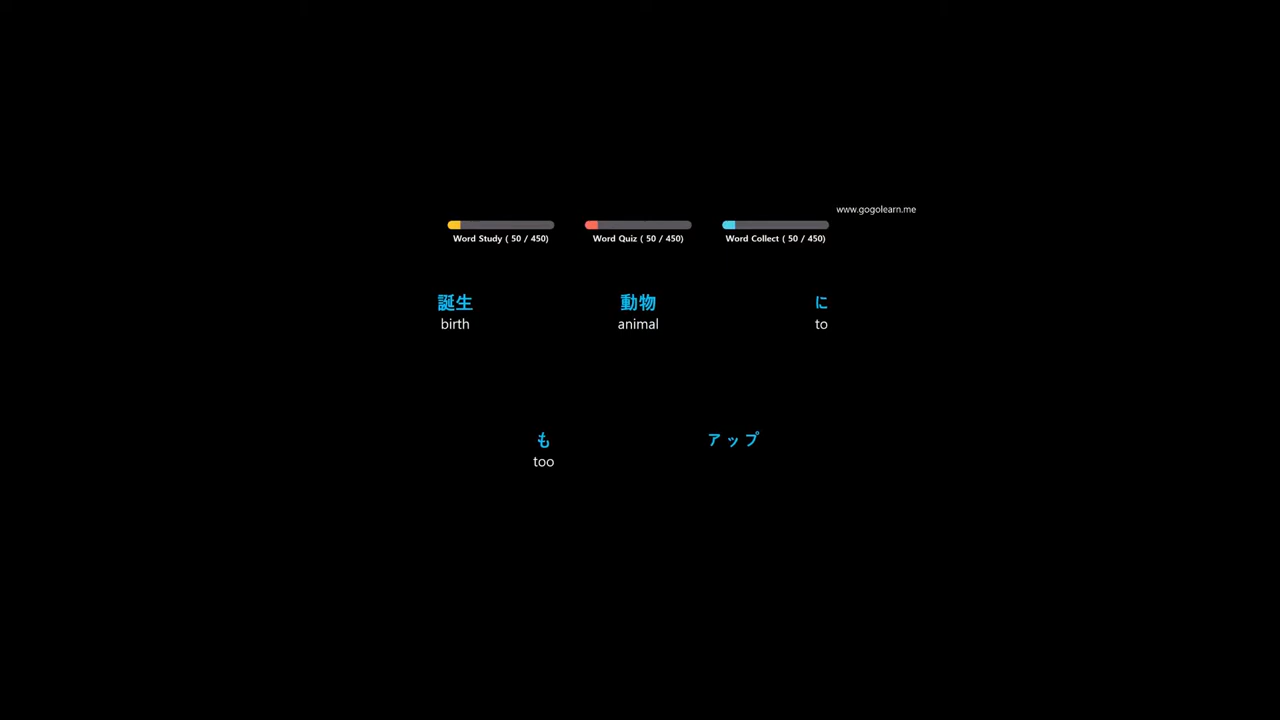 www.gogolearn.me
Word Study ( 50 / 450)
Word Quiz ( 50 / 450)
Word Collect ( 50 / 450)
誕生
birth
動物
animal
に
to
も
too
アップ